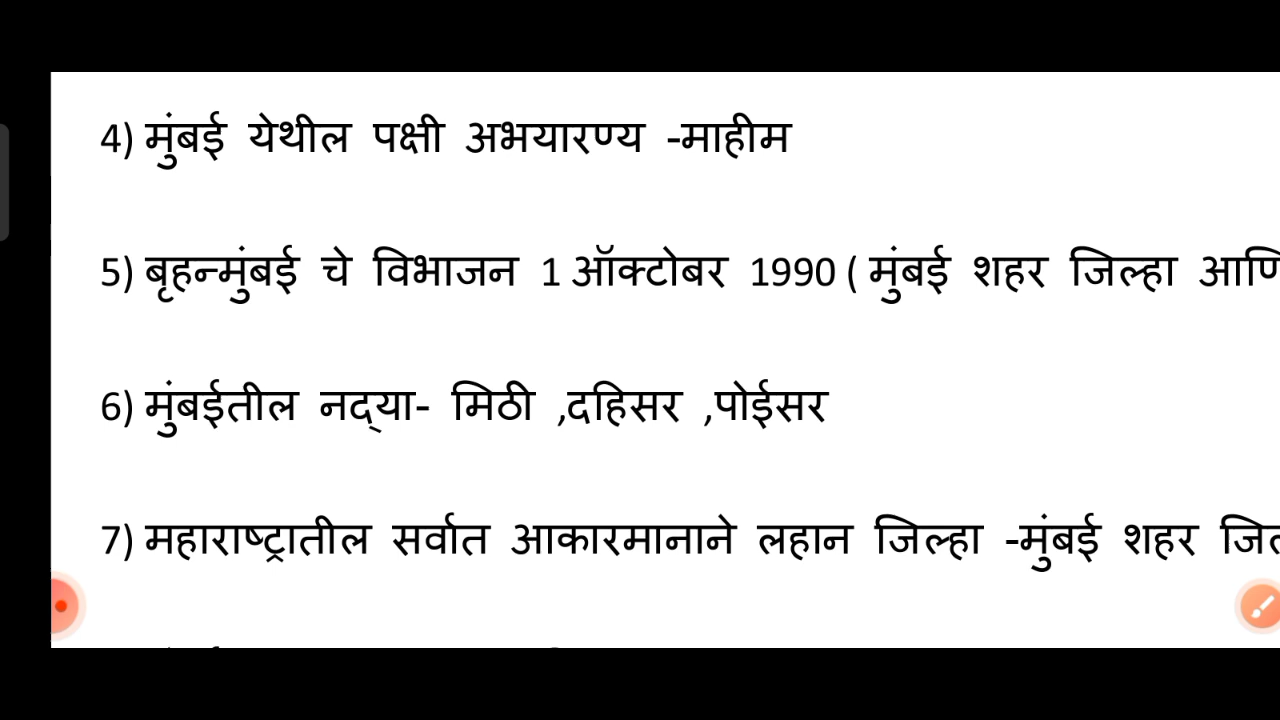 4) मुंबई येथील पक्षी अभयारण्य -माहीम
5) बृहन्मुंबई चे विभाजन 1 ऑक्टोबर 1990 ( मुंबई शहर जिल्हा आणि
6) मुंबईतील नद्‌या- मिठी ,दहिसर ,पोईसर
7) महाराष्ट्रातील सर्वात आकारमानाने लहान जिल्हा -मुंबई शहर